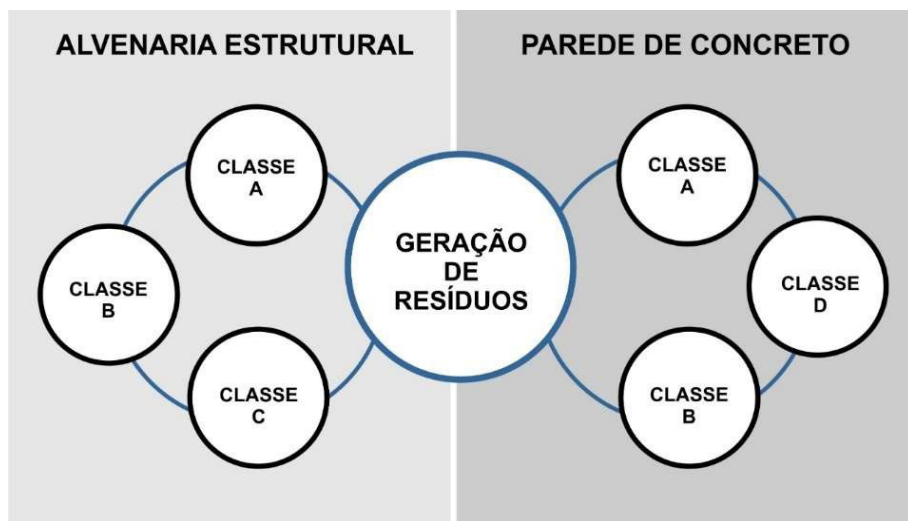 ALVENARIA ESTRUTURAL
PAREDE DE CONCRETO
CLASSE
A
CLASSE
B
CLASSE
C
GERAÇÃO
DE
RESÍDUOS
CLASSE
A
CLASSE
D
CLASSE
B